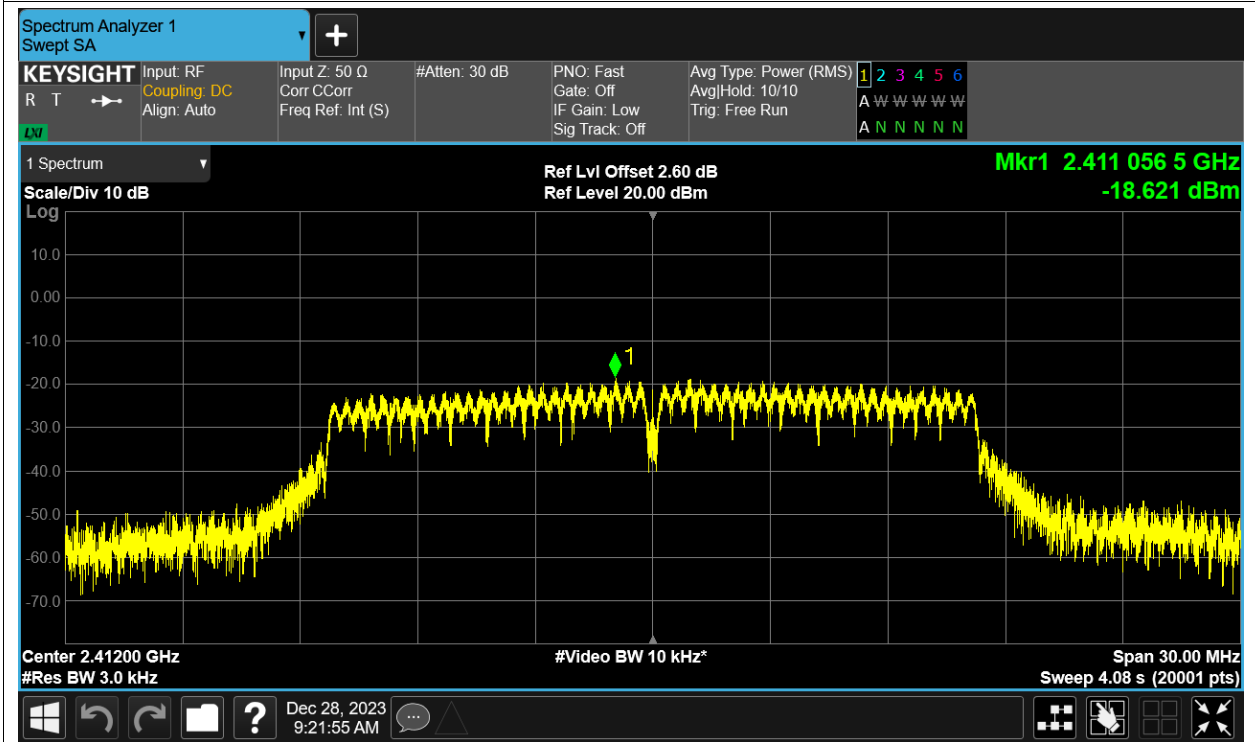 Spectrum Analyzer 1
Swept SA
KEYSIGHT
R T
LXI
Input: RF
Coupling: DC
Align: Auto
Input Z: 50 Ω
Corr CCorr
Freq Ref: Int (S)
#Atten: 30 dB
PNO: Fast
Gate: Off
IF Gain: Low
Sig Track: Off
Avg Type: Power (RMS)
Avg|Hold: 10/10
Trig: Free Run
1 2 3 4 5 6
A W W W W W
A N N N N N
1 Spectrum
Scale/Div 10 dB
Ref Lvl Offset 2.60 dB
Ref Level 20.00 dBm
Mkr1 2.411 056 5 GHz
-18.621 dBm
Log
10.0
0.00
-10.0
-20.0
-30.0
-40.0
-50.0
-60.0
-70.0
1
Center 2.41200 GHz
#Res BW 3.0 kHz
#Video BW 10 kHz*
Span 30.00 MHz
Sweep 4.08 s (20001 pts)
?
Dec 28, 2023
9:21:55 AM